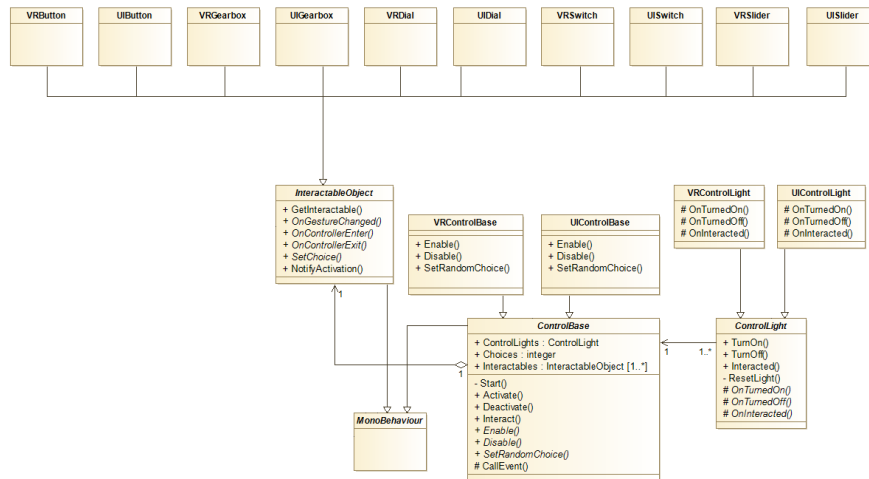 VRButton
UIButton
VRGearbox
UIGearbox
VRDial
UIDial
VRSwitch
UISwitch
VRSlider
UISlider
InteractableObject
+ GetInteractable()
+ OnGestureChanged()
+ OnControllerEnter()
+ OnControllerExit()
+ SetChoice()
+ NotifyActivation()
VRControlBase
+ Enable()
+ Disable()
+ SetRandomChoice()
UIControlBase
+ Enable()
+ Disable()
+ SetRandomChoice()
VRControlLight
# OnTurnedOn()
# OnTurnedOff()
# OnInteracted()
UIControlLight
# OnTurnedOn()
# OnTurnedOff()
# OnInteracted()
1
ControlBase
+ ControlLights : ControlLight
+ Choices : integer
+ Interactables : InteractableObject [1..*]
- Start()
+ Activate()
+ Deactivate()
+ Interact()
+ Enable()
+ Disable()
+ SetRandomChoice()
# CallEvent()
1
1
1..*
ControlLight
+ TurnOn()
+ TurnOff()
+ Interacted()
- ResetLight()
# OnTurnedOn()
# OnTurnedOff()
# OnInteracted()
MonoBehaviour